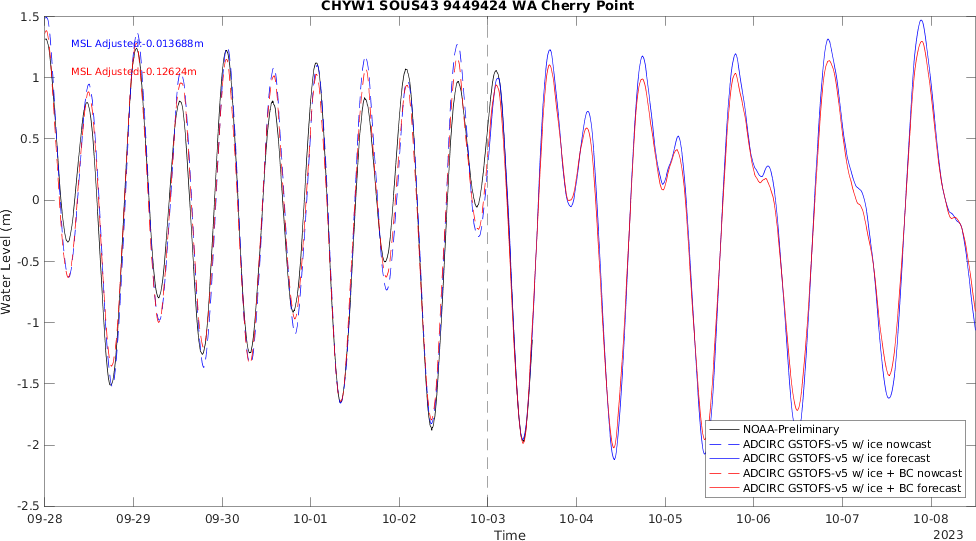 CHYW1 SOUS43 9449424 WA Cherry Point
MSL Adjusted:-0.013688m
MSL Adjusted:-0.12624m
Water Level (m)
1.5
1
0.5
0
-0.5
-1
-1.5
-2
-2.5
NOAA-Preliminary
ADCIRC GSTOFS-v5 w/ ice nowcast
ADCIRC GSTOFS-v5 w/ ice forecast
ADCIRC GSTOFS-v5 w/ice + BC nowcast
ADCIRC GSTOFS-v5 w/ice + BC forecast
09-28 09-29 09-30 10-01 10-02 10-03 10-04 10-05 10-06 10-07 10-08
Time
2023